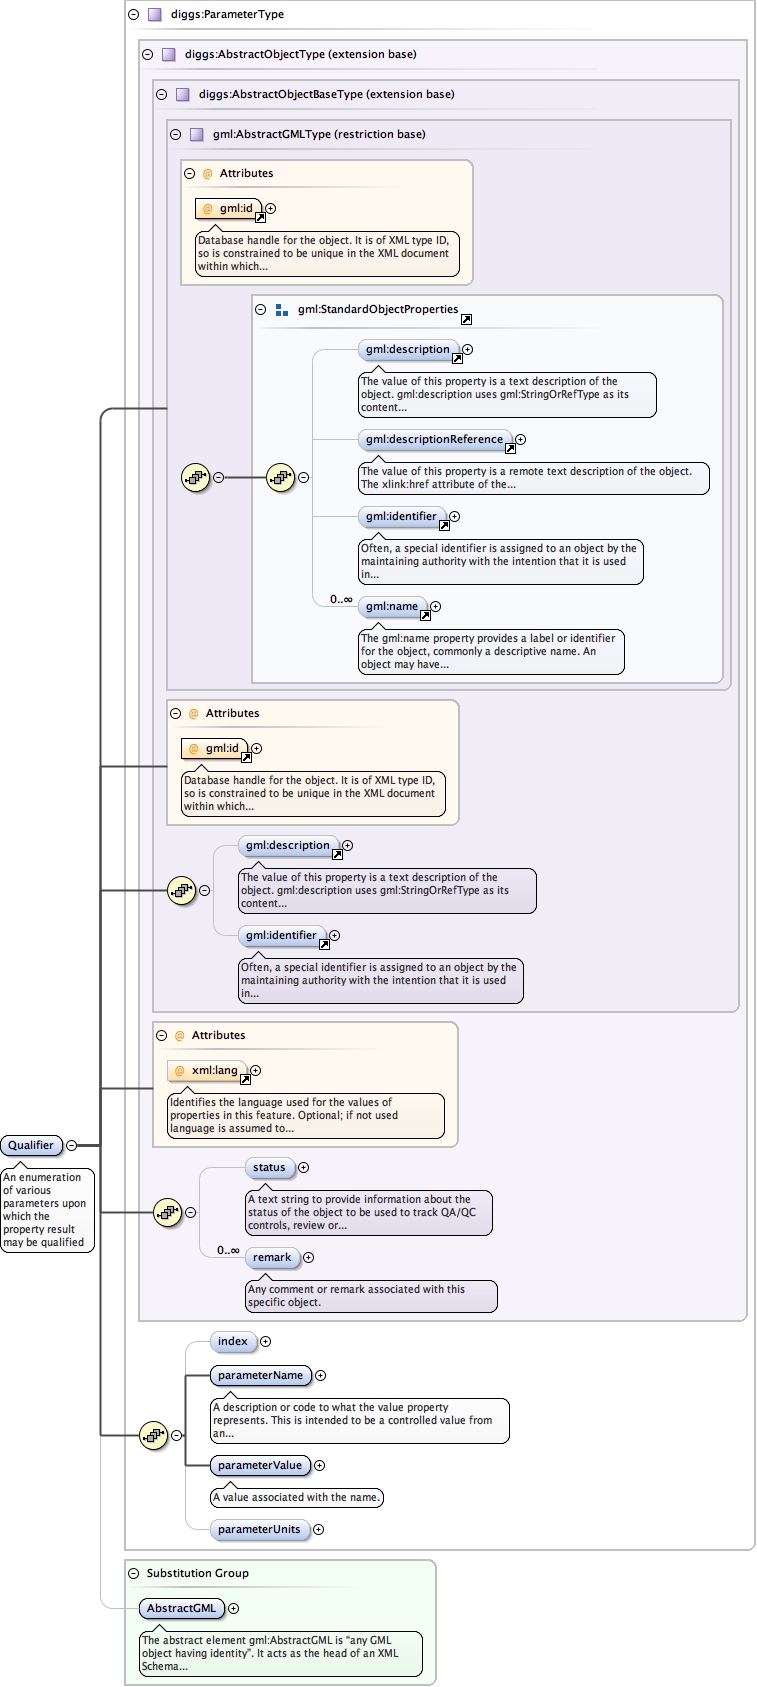 diggs:ParameterType
diggs:AbstractObjectType (extension base)
diggs:AbstractObjectBaseType (extension base)
gml:AbstractGMLType (restriction base)
@ Attributes
@ gml:id
Database handle for the object. It is of XML type ID,
so is constrained to be unique in the XML document
within which...
gml:StandardObjectProperties
gml:description
The value of this property is a text description of the
object. gml:description uses gml:StringOrRefType as its
content...
gml:descriptionReference
The value of this property is a remote text description of the object.
The xlink:href attribute of the...
gml:identifier
Often, a special identifier is assigned to an object by the
maintaining authority with the intention that it is used
in...
0..∞
gml:name
The gml:name property provides a label or identifier
for the object, commonly a descriptive name. An
object may have...
@ Attributes
@ gml:id
Database handle for the object. It is of XML type ID,
so is constrained to be unique in the XML document
within which...
gml:description
The value of this property is a text description of the
object. gml:description uses gml:StringOrRefType as its
content...
gml:identifier
Often, a special identifier is assigned to an object by the
maintaining authority with the intention that it is used
in...
@ Attributes
@ xml:lang
Identifies the language used for the values of
properties in this feature. Optional; if not used
language is assumed to...
Qualifier
An enumeration
of various
parameters upon
which the
property result
may be qualified
status
A text string to provide information about the
status of the object to be used to track QA/QC
controls, review or...
0..∞
remark
Any comment or remark associated with this
specific object.
index
parameterName
A description or code to what the value property
represents. This is intended to be a controlled value from
an...
parameterValue
A value associated with the name.
parameterUnits
Substitution Group
AbstractGML
The abstract element gml:AbstractGML is "any GML
object having identity". It acts as the head of an XML
Schema...